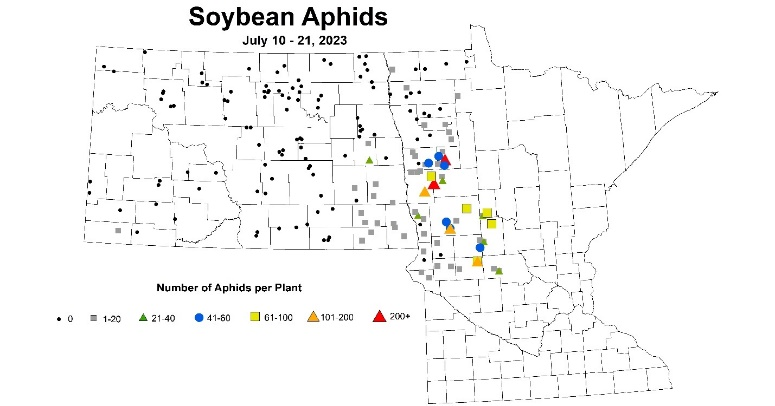 Soybean Aphids
July 10 - 21, 2023
Number of Aphids per Plant
0 1-20 21-40 41-60 61-100 101-200 200+